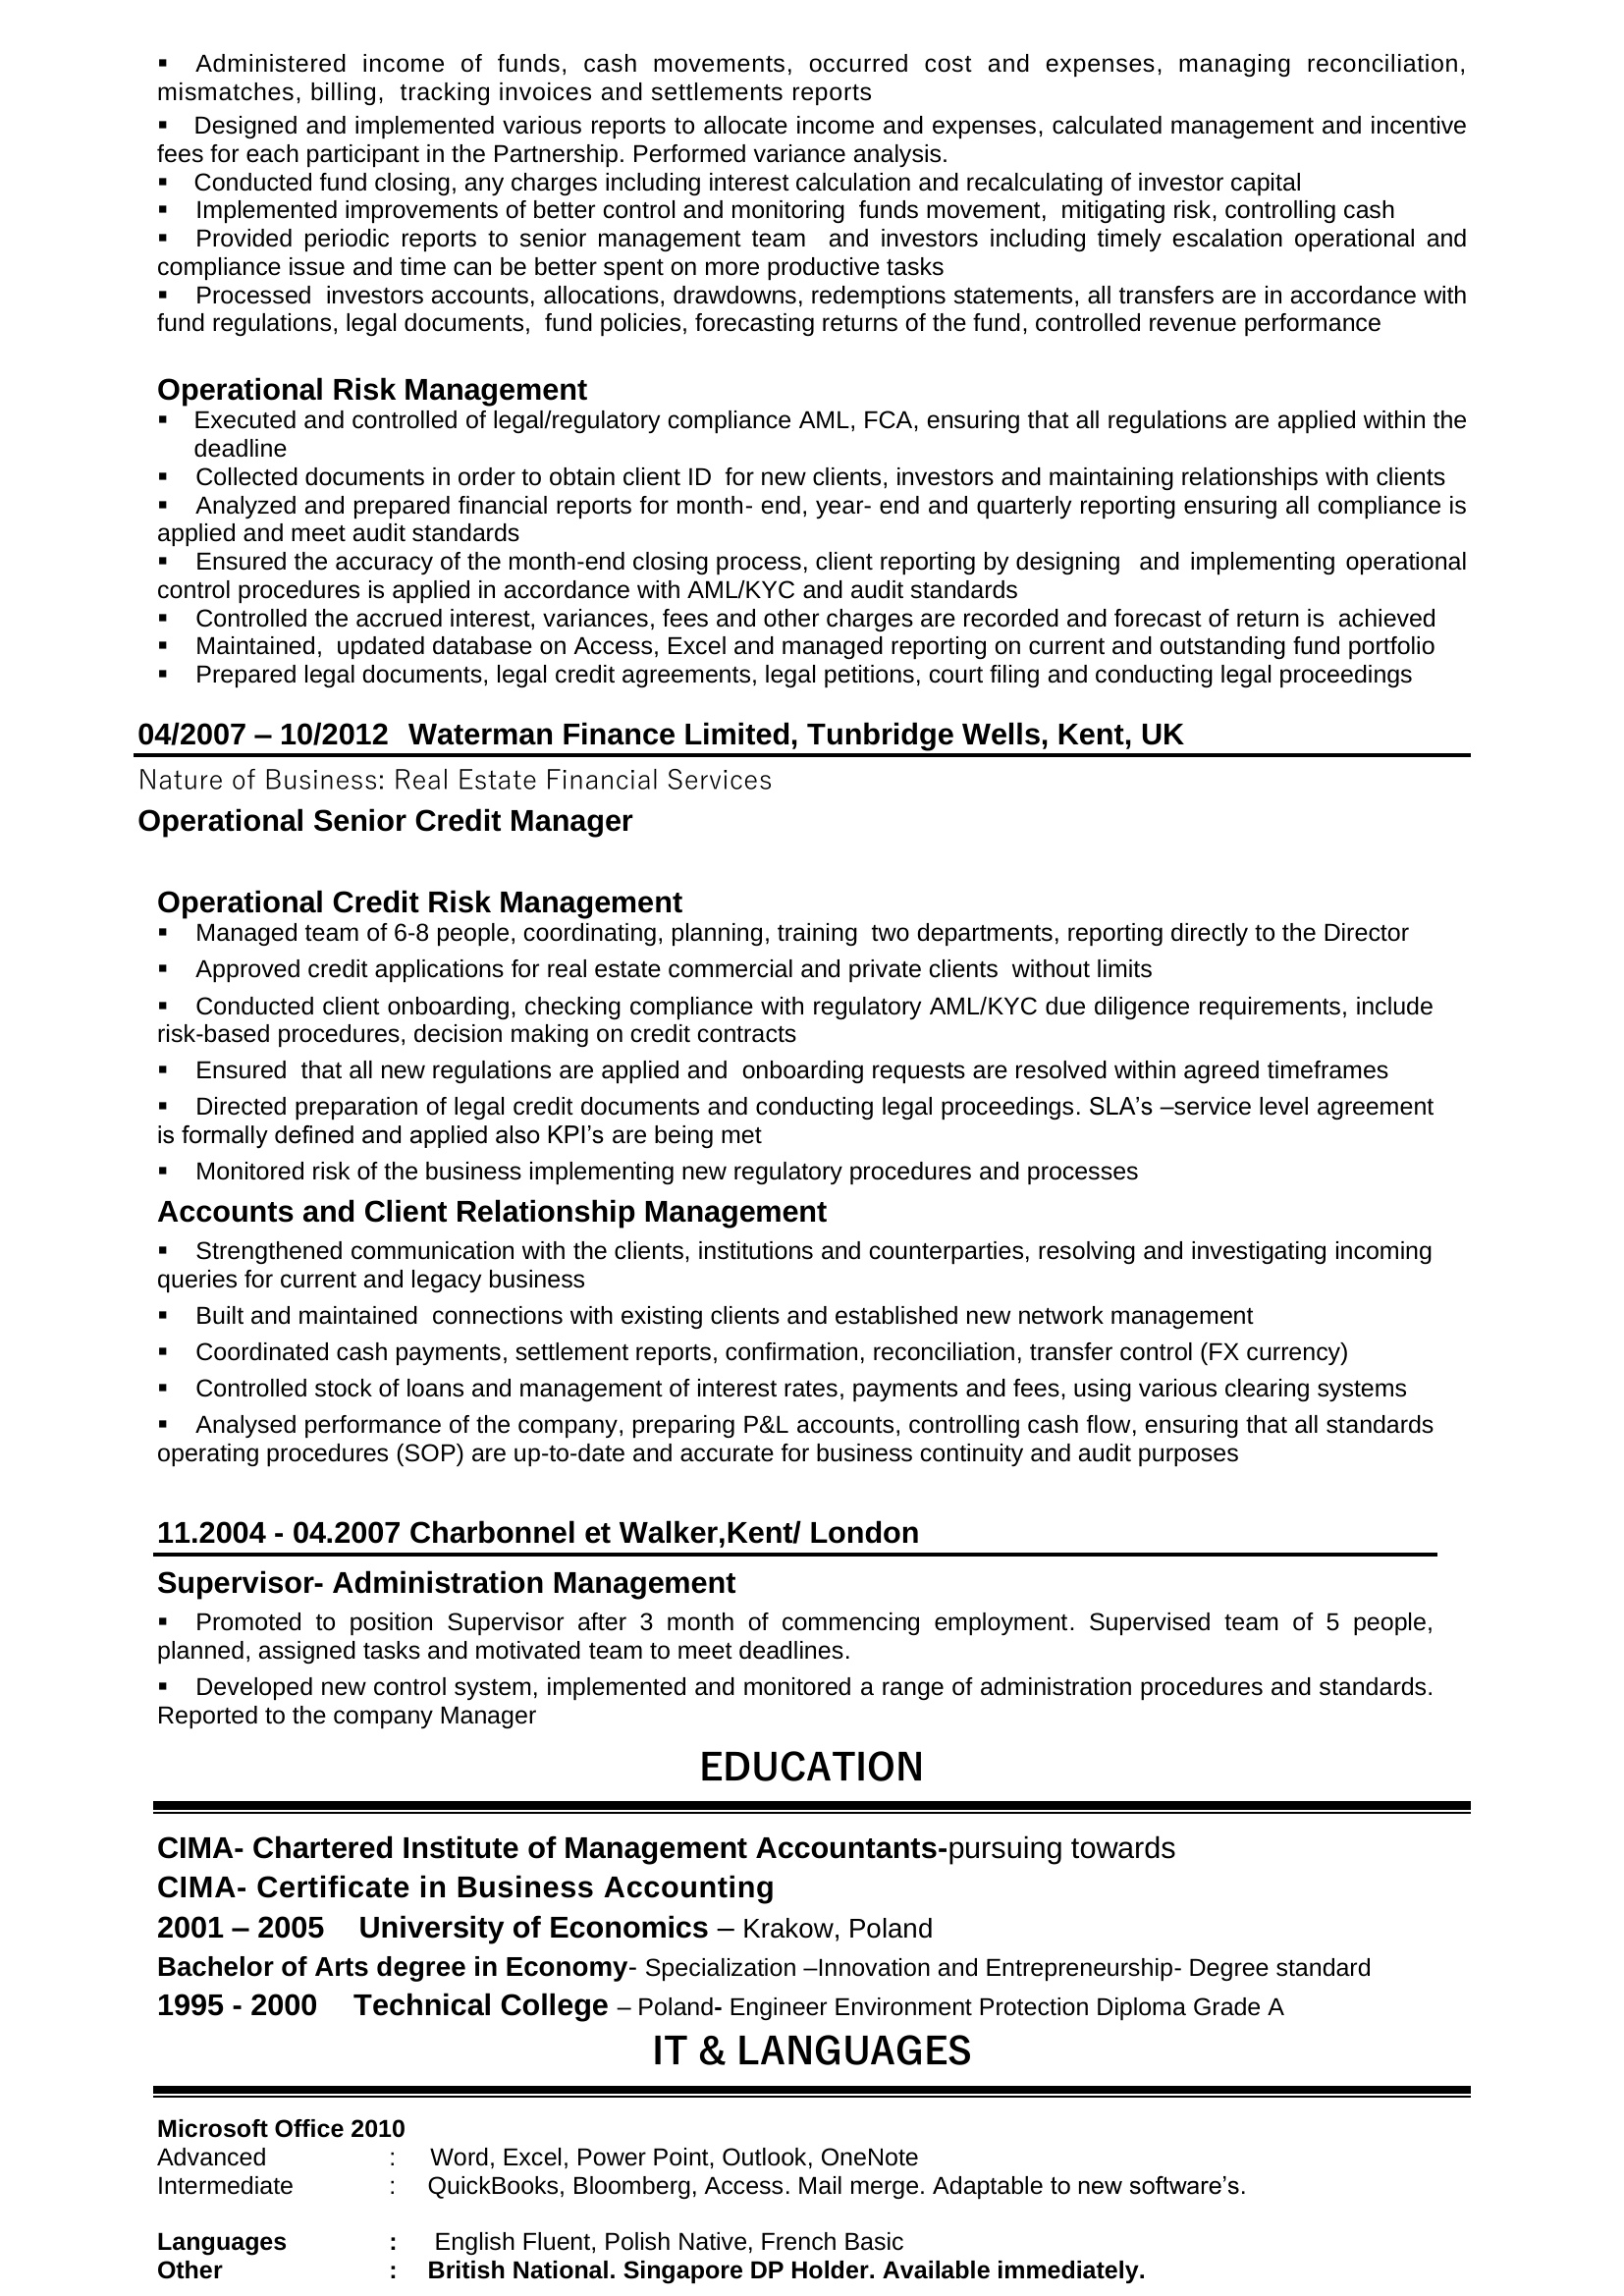 ▪ Administered income of funds, cash movements, occurred cost and expenses, managing reconciliation,
mismatches, billing, tracking invoices and settlements reports
▪ Designed and implemented various reports to allocate income and expenses, calculated management and incentive
fees for each participant in the Partnership. Performed variance analysis.
▪ Conducted fund closing, any charges including interest calculation and recalculating of investor capital
▪ Implemented improvements of better control and monitoring funds movement, mitigating risk, controlling cash
▪ Provided periodic reports to senior management team and investors including timely escalation operational and
compliance issue and time can be better spent on more productive tasks
▪ Processed investors accounts, allocations, drawdowns, redemptions statements, all transfers are in accordance with
fund regulations, legal documents, fund policies, forecasting returns of the fund, controlled revenue performance
Operational Risk Management
▪ Executed and controlled of legal/regulatory compliance AML, FCA, ensuring that all regulations are applied within the
deadline
▪ Collected documents in order to obtain client ID for new clients, investors and maintaining relationships with clients
▪ Analyzed and prepared financial reports for month- end, year- end and quarterly reporting ensuring all compliance is
applied and meet audit standards
▪ Ensured the accuracy of the month-end closing process, client reporting by designing and implementing operational
control procedures is applied in accordance with AML/KYC and audit standards
▪ Controlled the accrued interest, variances, fees and other charges are recorded and forecast of return is achieved
▪ Maintained, updated database on Access, Excel and managed reporting on current and outstanding fund portfolio
▪ Prepared legal documents, legal credit agreements, legal petitions, court filing and conducting legal proceedings
04/2007 – 10/2012 Waterman Finance Limited, Tunbridge Wells, Kent, UK
Nature of Business: Real Estate Financial Services
Operational Senior Credit Manager
Operational Credit Risk Management
▪ Managed team of 6-8 people, coordinating, planning, training two departments, reporting directly to the Director
▪ Approved credit applications for real estate commercial and private clients without limits
▪ Conducted client onboarding, checking compliance with regulatory AML/KYC due diligence requirements, include
risk-based procedures, decision making on credit contracts
▪ Ensured that all new regulations are applied and onboarding requests are resolved within agreed timeframes
▪ Directed preparation of legal credit documents and conducting legal proceedings. SLA’s –service level agreement
is formally defined and applied also KPI’s are being met
▪ Monitored risk of the business implementing new regulatory procedures and processes
Accounts and Client Relationship Management
▪ Strengthened communication with the clients, institutions and counterparties, resolving and investigating incoming
queries for current and legacy business
▪ Built and maintained connections with existing clients and established new network management
▪ Coordinated cash payments, settlement reports, confirmation, reconciliation, transfer control (FX currency)
▪ Controlled stock of loans and management of interest rates, payments and fees, using various clearing systems
▪ Analysed performance of the company, preparing P&L accounts, controlling cash flow, ensuring that all standards
operating procedures (SOP) are up-to-date and accurate for business continuity and audit purposes
11.2004 - 04.2007 Charbonnel et Walker,Kent/ London
Supervisor- Administration Management
▪ Promoted to position Supervisor after 3 month of commencing employment. Supervised team of 5 people,
planned, assigned tasks and motivated team to meet deadlines.
▪ Developed new control system, implemented and monitored a range of administration procedures and standards.
Reported to the company Manager
EDUCATION
CIMA- Chartered Institute of Management Accountants-pursuing towards
CIMA- Certificate in Business Accounting
2001 – 2005 University of Economics – Krakow, Poland
Bachelor of Arts degree in Economy- Specialization –Innovation and Entrepreneurship- Degree standard
1995 - 2000 Technical College – Poland- Engineer Environment Protection Diploma Grade A
IT & LANGUAGES
Microsoft Office 2010
Advanced : Word, Excel, Power Point, Outlook, OneNote
Intermediate : QuickBooks, Bloomberg, Access. Mail merge. Adaptable to new software’s.
Languages : English Fluent, Polish Native, French Basic
Other : British National. Singapore DP Holder. Available immediately.